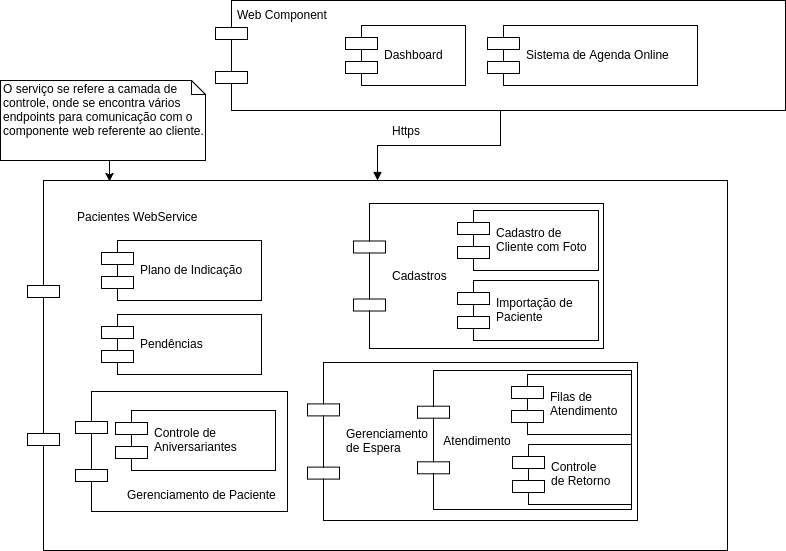 Web Component
Dashboard
Sistema de Agenda Online
O serviço se refere a camada de
controle, onde se encontra vários
endpoints para comunicação com o
componente web referente ao cliente.
Https
Pacientes WebService
Plano de Indicação
Pendências
Controle de
Aniversariantes
Gerenciamento de Paciente
Cadastros
Cadastro de
Cliente com Foto
Importação de
Paciente
Gerenciamento
de Espera
Atendimento
Filas de
Atendimento
Controle
de Retorno